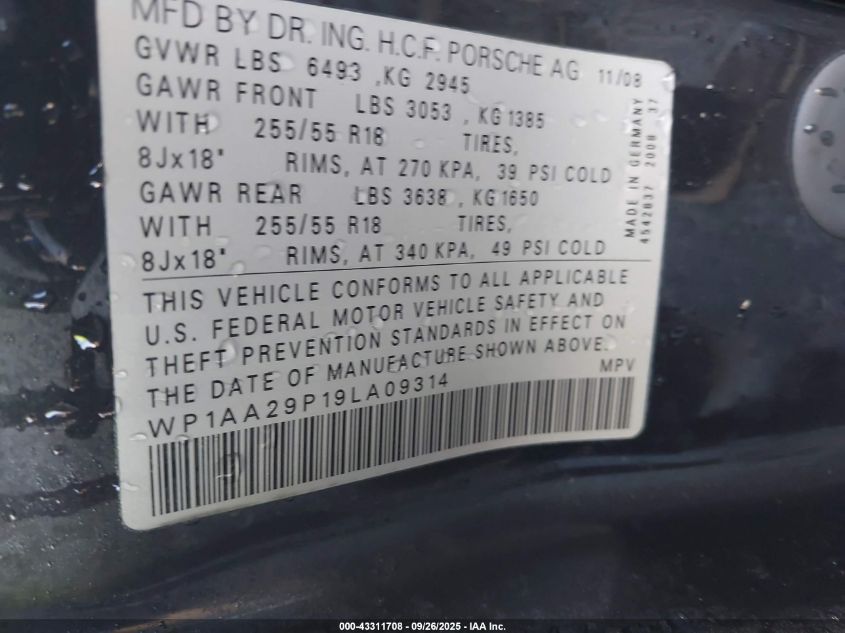 MFD BY DR. ING. H.C.F. PORSCHE AG 11/08
GVWR LBS 6493 ,KG 2945
GAWR FRONT LBS 3053 , KG 1385
WITH 255/55 R18 TIRES,
8Jx18" RIMS, AT 270 KPA, 39 PSI COLD
GAWR REAR LBS 3638 , KG 1650
WITH 255/55 R18 TIRES,
8Jx18" RIMS, AT 340 KPA, 49 PSI COLD
THIS VEHICLE CONFORMS TO ALL APPLICABLE
U.S. FEDERAL MOTOR VEHICLE SAFETY AND
THEFT PREVENTION STANDARDS IN EFFECT ON
THE DATE OF MANUFACTURE SHOWN ABOVE.
WP1AA29P19LA09314 MPV
MADE IN GERMANY
4542837 2008 37
000-43311708 - 09/26/2025 - IAA Inc.